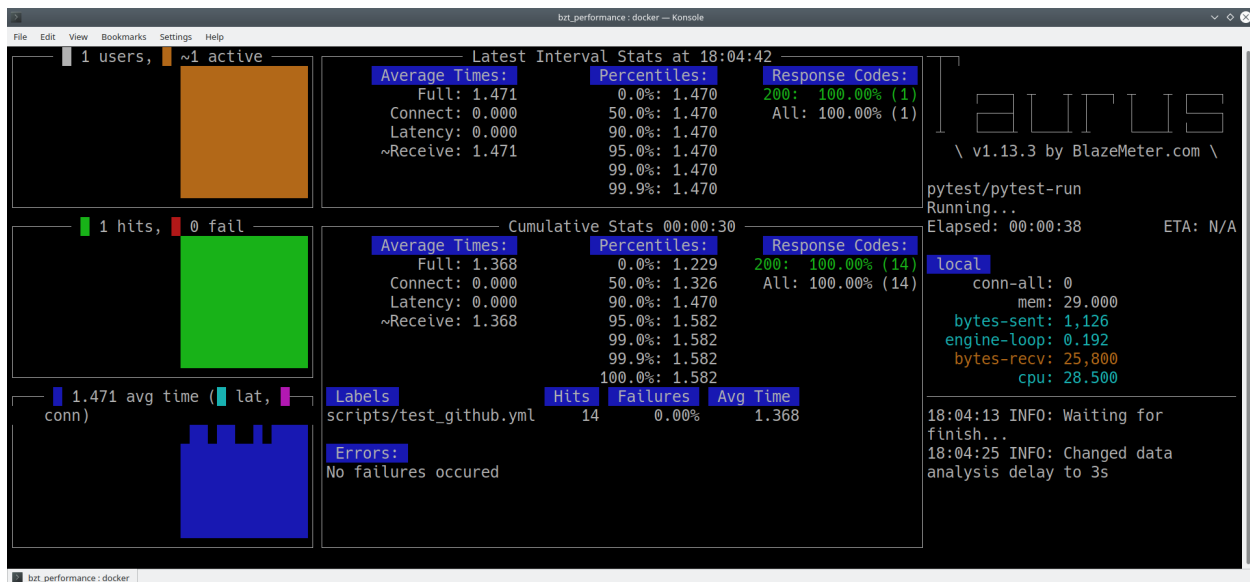 bzt_performance : docker — Konsole
File Edit View Bookmarks Settings Help
1 users, ~1 active
1 hits, 0 fail
1.471 avg time ( lat,
conn)
Latest Interval Stats at 18:04:42
Average Times: Percentiles: Response Codes:
Full: 1.471 0.0%: 1.470 200: 100.00% (1)
Connect: 0.000 50.0%: 1.470 All: 100.00% (1)
Latency: 0.000 90.0%: 1.470
~Receive: 1.471 95.0%: 1.470
99.0%: 1.470
99.9%: 1.470
Cumulative Stats 00:00:30
Average Times: Percentiles: Response Codes:
Full: 1.368 0.0%: 1.229 200: 100.00% (14)
Connect: 0.000 50.0%: 1.326 All: 100.00% (14)
Latency: 0.000 90.0%: 1.470
~Receive: 1.368 95.0%: 1.582
99.0%: 1.582
99.9%: 1.582
100.0%: 1.582
Labels Hits Failures Avg Time
scripts/test_github.yml 14 0.00% 1.368
Errors:
No failures occured
Taurus
\ v1.13.3 by BlazeMeter.com \
pytest/pytest-run
Running...
Elapsed: 00:00:38 ETA: N/A
local
conn-all: 0
mem: 29.000
bytes-sent: 1,126
engine-loop: 0.192
bytes-recv: 25,800
cpu: 28.500
18:04:13 INFO: Waiting for
finish...
18:04:25 INFO: Changed data
analysis delay to 3s
bzt_performance : docker